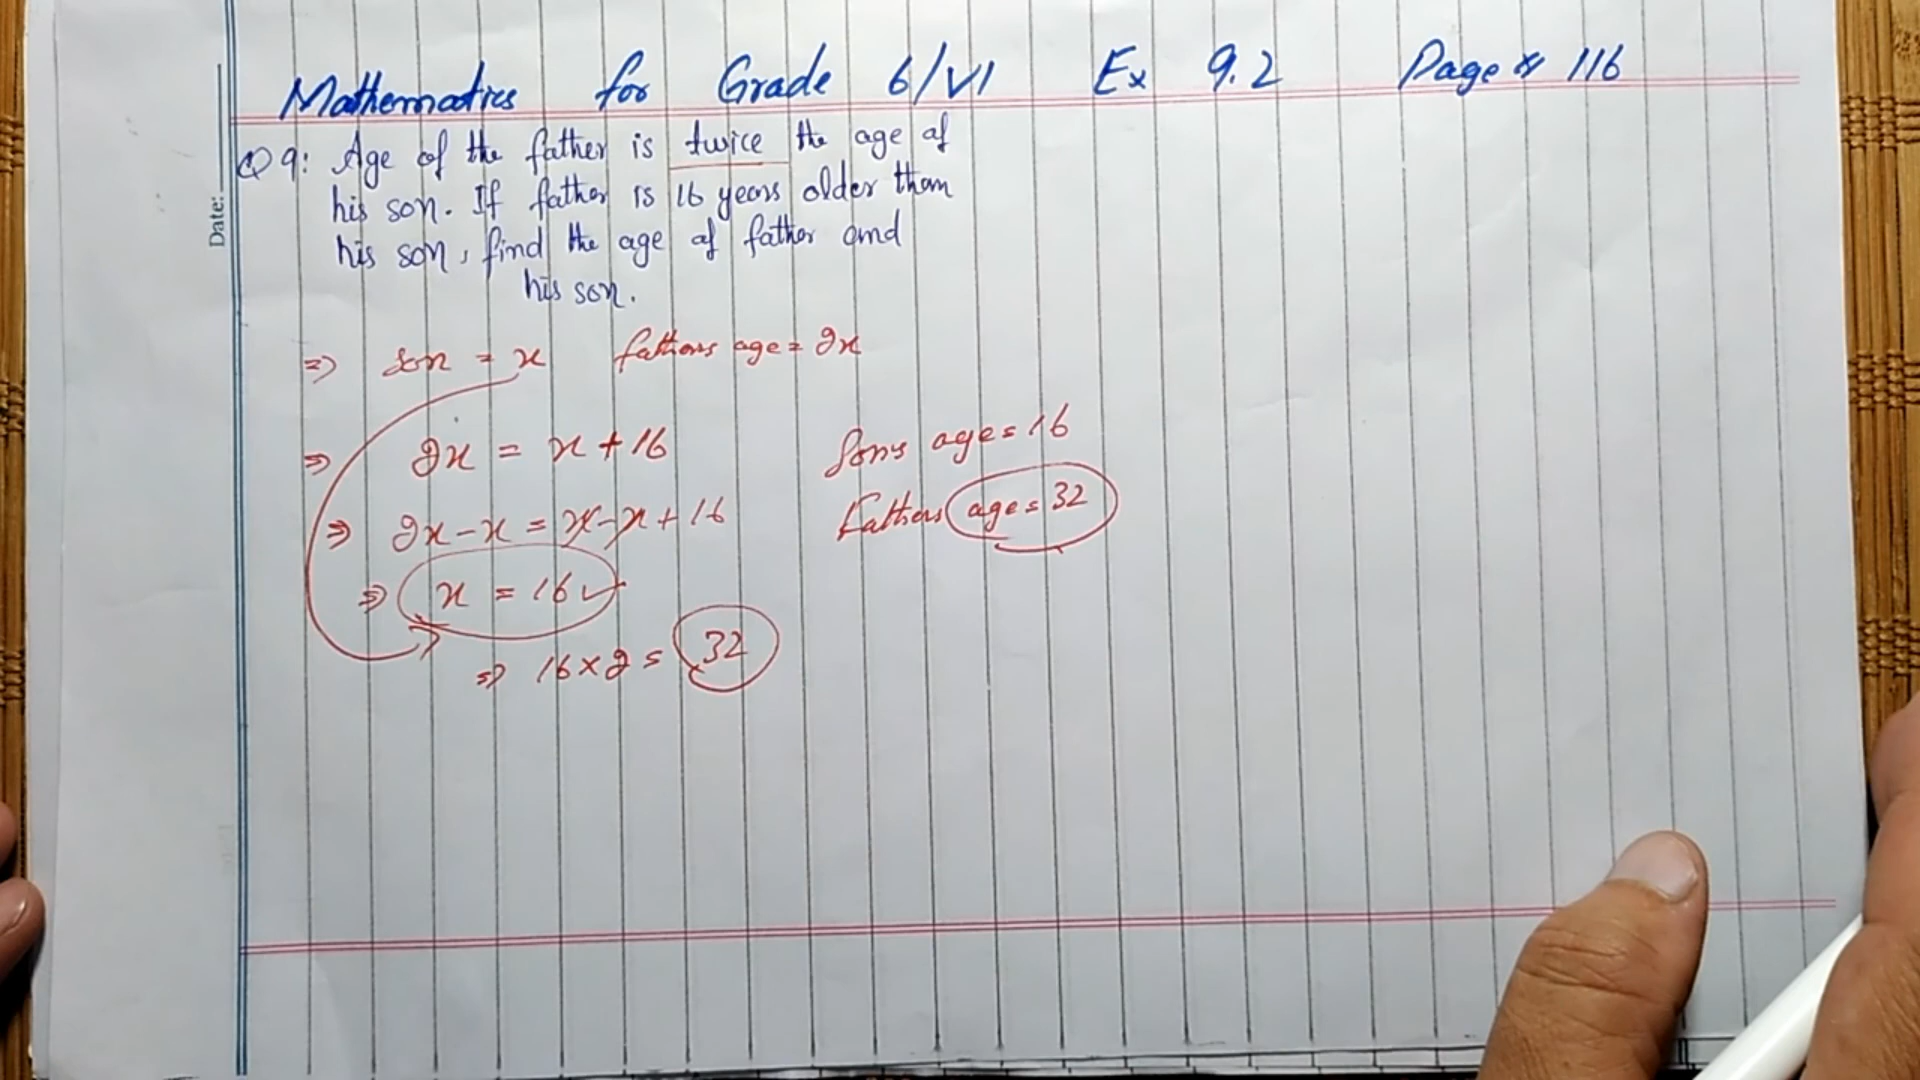 Mathematics for Grade 6/VI Ex 9.2 Page # 116
Date:
Q 9: Age of the father is twice the age of
his son. If father is 16 years older than
his son, find the age of father and
his son.
⇒ Son = x fathers age = 2x
⇒ 2x = x + 16
⇒ 2x - x = x - x + 16
⇒ x = 16 ✓
⇒ 16 × 2 = 32
Sons age = 16
Fathers age = 32